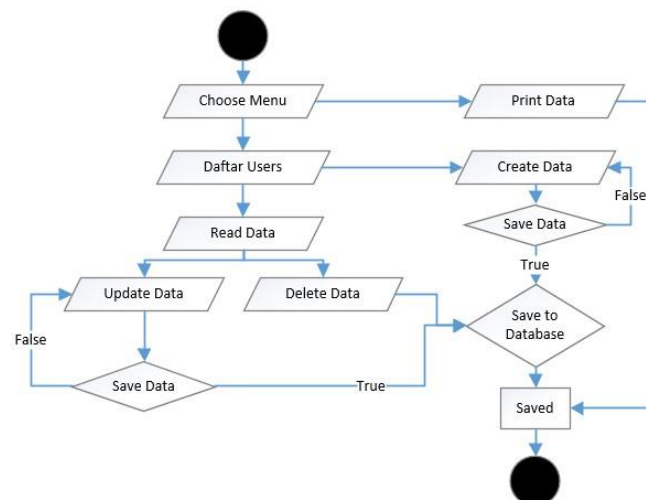 Choose Menu
Print Data
Daftar Users
Create Data
False
Save Data
Read Data
True
Update Data
Delete Data
Save to
Database
False
Save Data
True
Saved